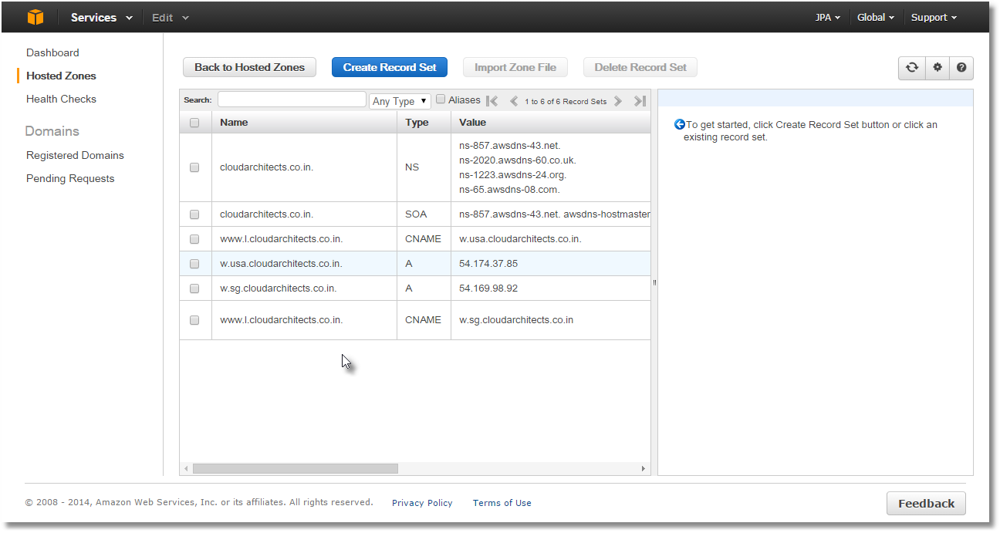 Services Edit JPA Global Support
Dashboard
Hosted Zones
Health Checks
Domains
Registered Domains
Pending Requests
Back to Hosted Zones Create Record Set Import Zone File Delete Record Set
Search: Any Type Aliases 1 to 6 of 6 Record Sets
Name Type Value
cloudarchitects.co.in. NS ns-857.awsdns-43.net.
ns-2020.awsdns-60.co.uk.
ns-1223.awsdns-24.org.
ns-65.awsdns-08.com.
cloudarchitects.co.in. SOA ns-857.awsdns-43.net. awsdns-hostmaster
www.l.cloudarchitects.co.in. CNAME w.usa.cloudarchitects.co.in.
w.usa.cloudarchitects.co.in. A 54.174.37.85
w.sg.cloudarchitects.co.in. A 54.169.98.92
www.l.cloudarchitects.co.in. CNAME w.sg.cloudarchitects.co.in
To get started, click Create Record Set button or click an
existing record set.
© 2008 - 2014, Amazon Web Services, Inc. or its affiliates. All rights reserved. Privacy Policy Terms of Use Feedback